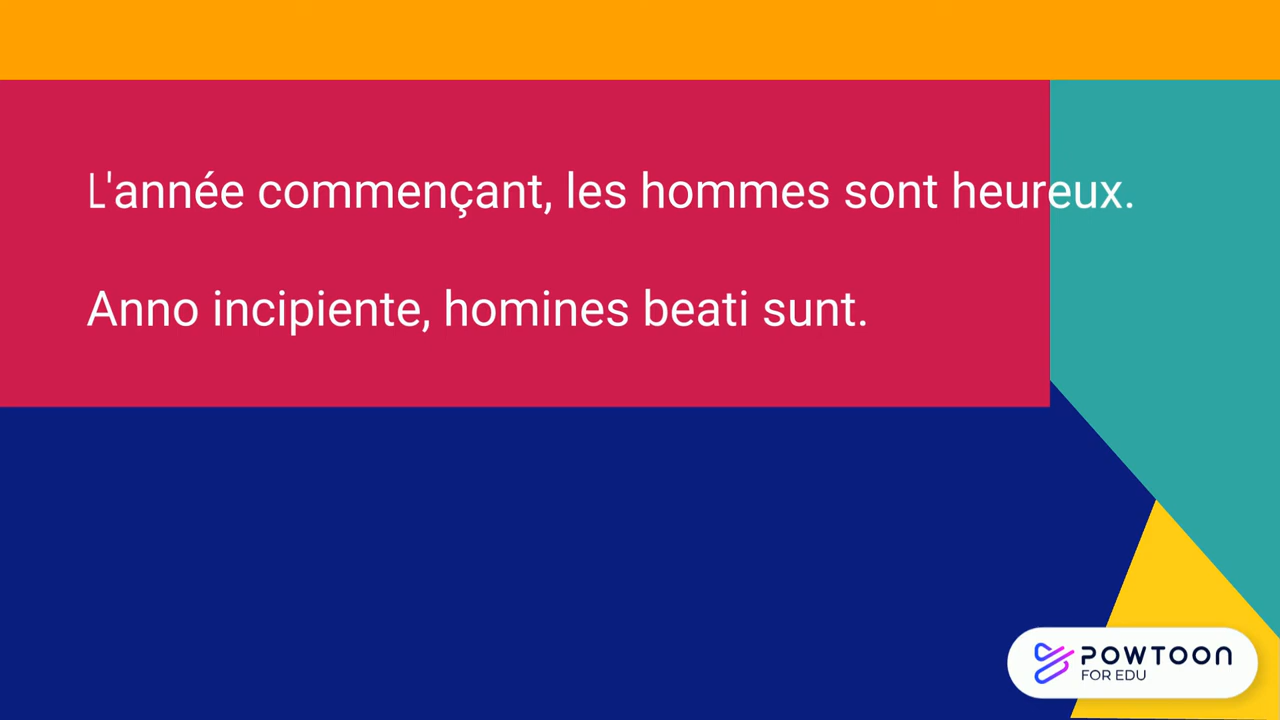 L'année commençant, les hommes sont heureux.
Anno incipiente, homines beati sunt.
POWTOON
FOR EDU